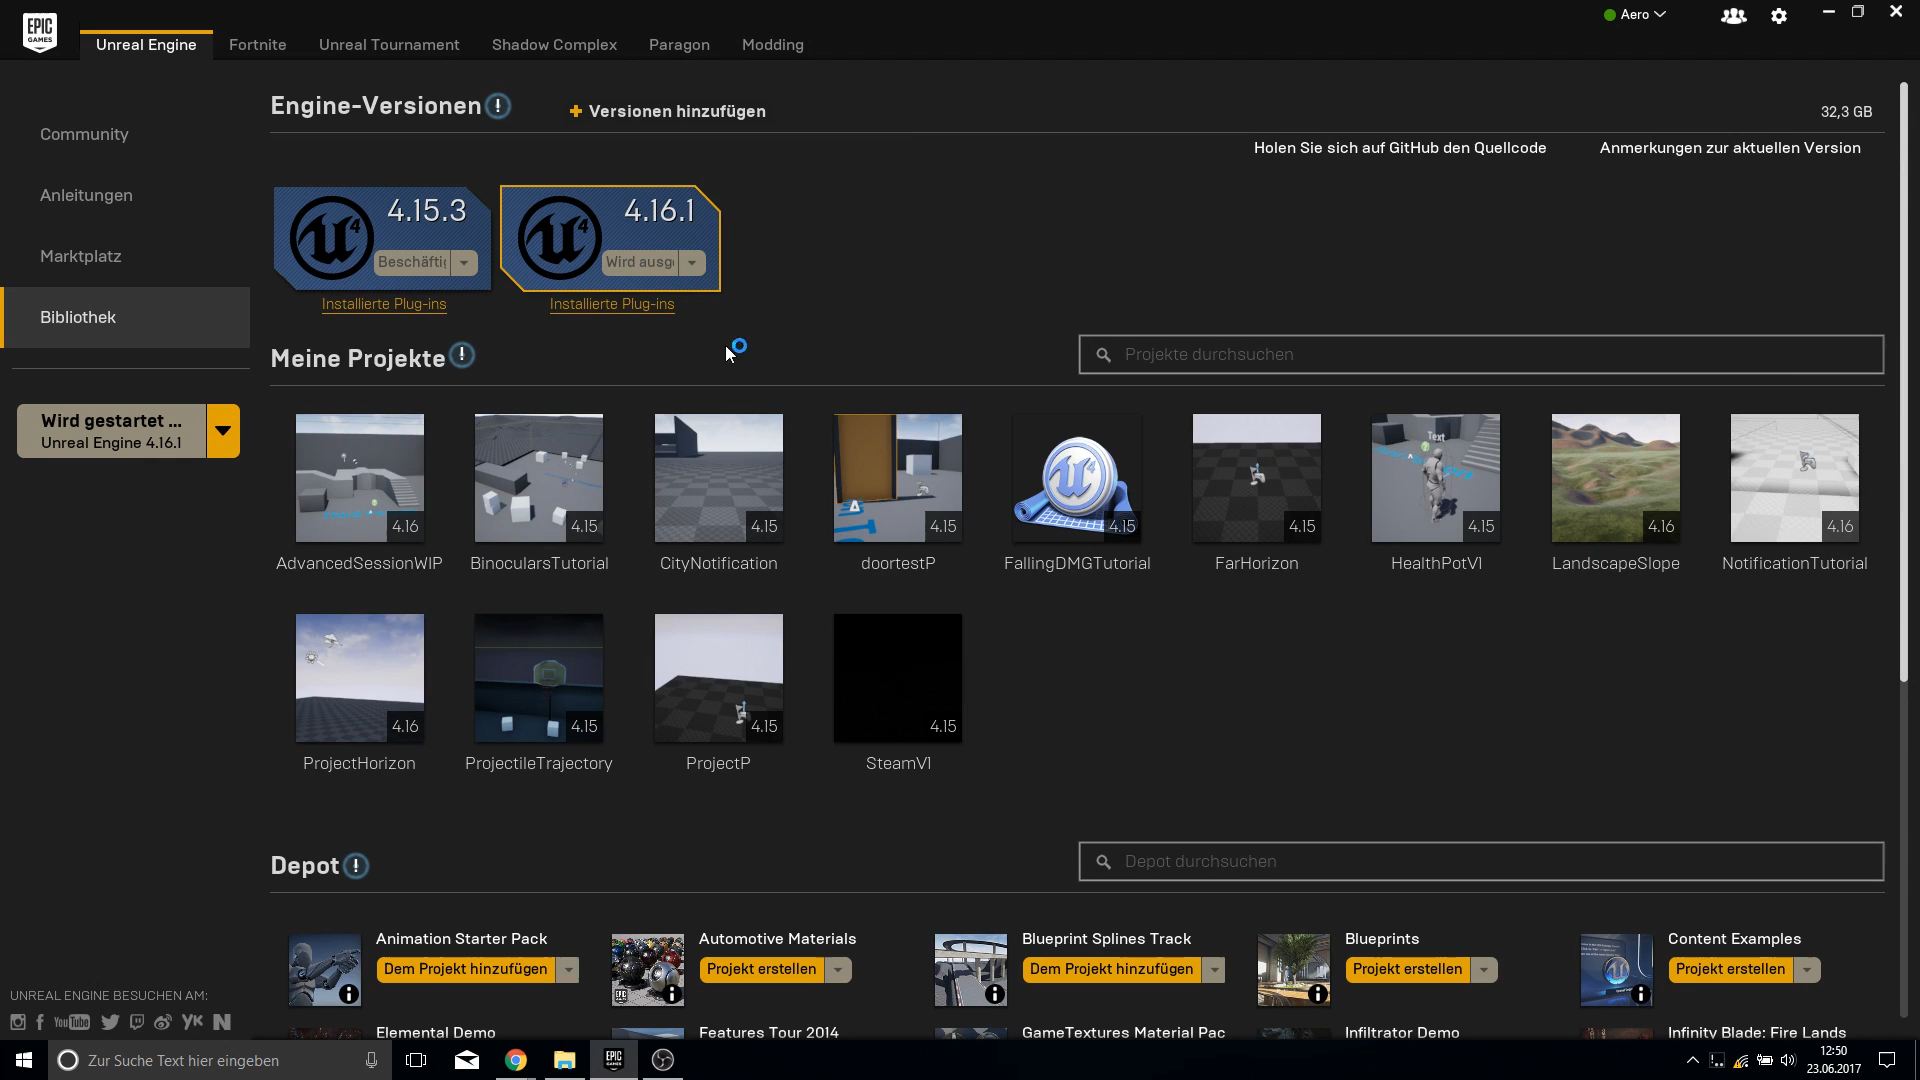 EPIC
GAMES
Unreal Engine
Fortnite
Unreal Tournament
Shadow Complex
Paragon
Modding
Aero
Community
Anleitungen
Marktplatz
Bibliothek
Wird gestartet ...
Unreal Engine 4.16.1
Engine-Versionen
+ Versionen hinzufügen
32,3 GB
Holen Sie sich auf GitHub den Quellcode
Anmerkungen zur aktuellen Version
4.15.3
Beschäfti
Installierte Plug-ins
4.16.1
Wird ausg
Installierte Plug-ins
Meine Projekte
Projekte durchsuchen
4.16
AdvancedSessionWIP
4.15
BinocularsTutorial
4.15
CityNotification
4.15
doortestP
4.15
FallingDMGTutorial
4.15
FarHorizon
Text
4.15
HealthPotV1
4.16
LandscapeSlope
4.16
NotificationTutorial
4.16
ProjectHorizon
4.15
ProjectileTrajectory
4.15
ProjectP
4.15
SteamV1
Depot
Depot durchsuchen
Animation Starter Pack
Dem Projekt hinzufügen
Automotive Materials
Projekt erstellen
Blueprint Splines Track
Dem Projekt hinzufügen
Blueprints
Projekt erstellen
Content Examples
Projekt erstellen
Elemental Demo
Features Tour 2014
GameTextures Material Pac
Infiltrator Demo
Infinity Blade: Fire Lands
UNREAL ENGINE BESUCHEN AM:
YouTube
Zur Suche Text hier eingeben
EPIC
GAMES
12:50
23.06.2017